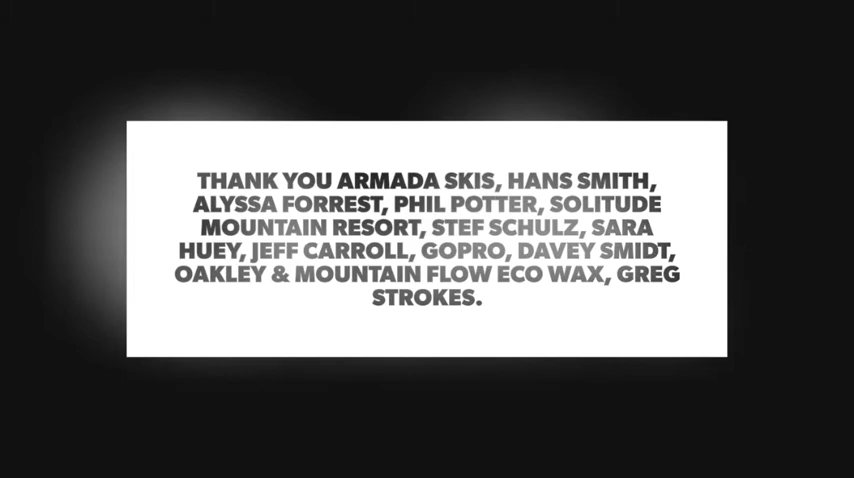 THANK YOU ARMADA SKIS, HANS SMITH,
ALYSSA FORREST, PHIL POTTER, SOLITUDE
MOUNTAIN RESORT, STEF SCHULZ, SARA
HUEY, JEFF CARROLL, GOPRO, DAVEY SMIDT,
OAKLEY & MOUNTAIN FLOW ECO WAX, GREG
STROKES.